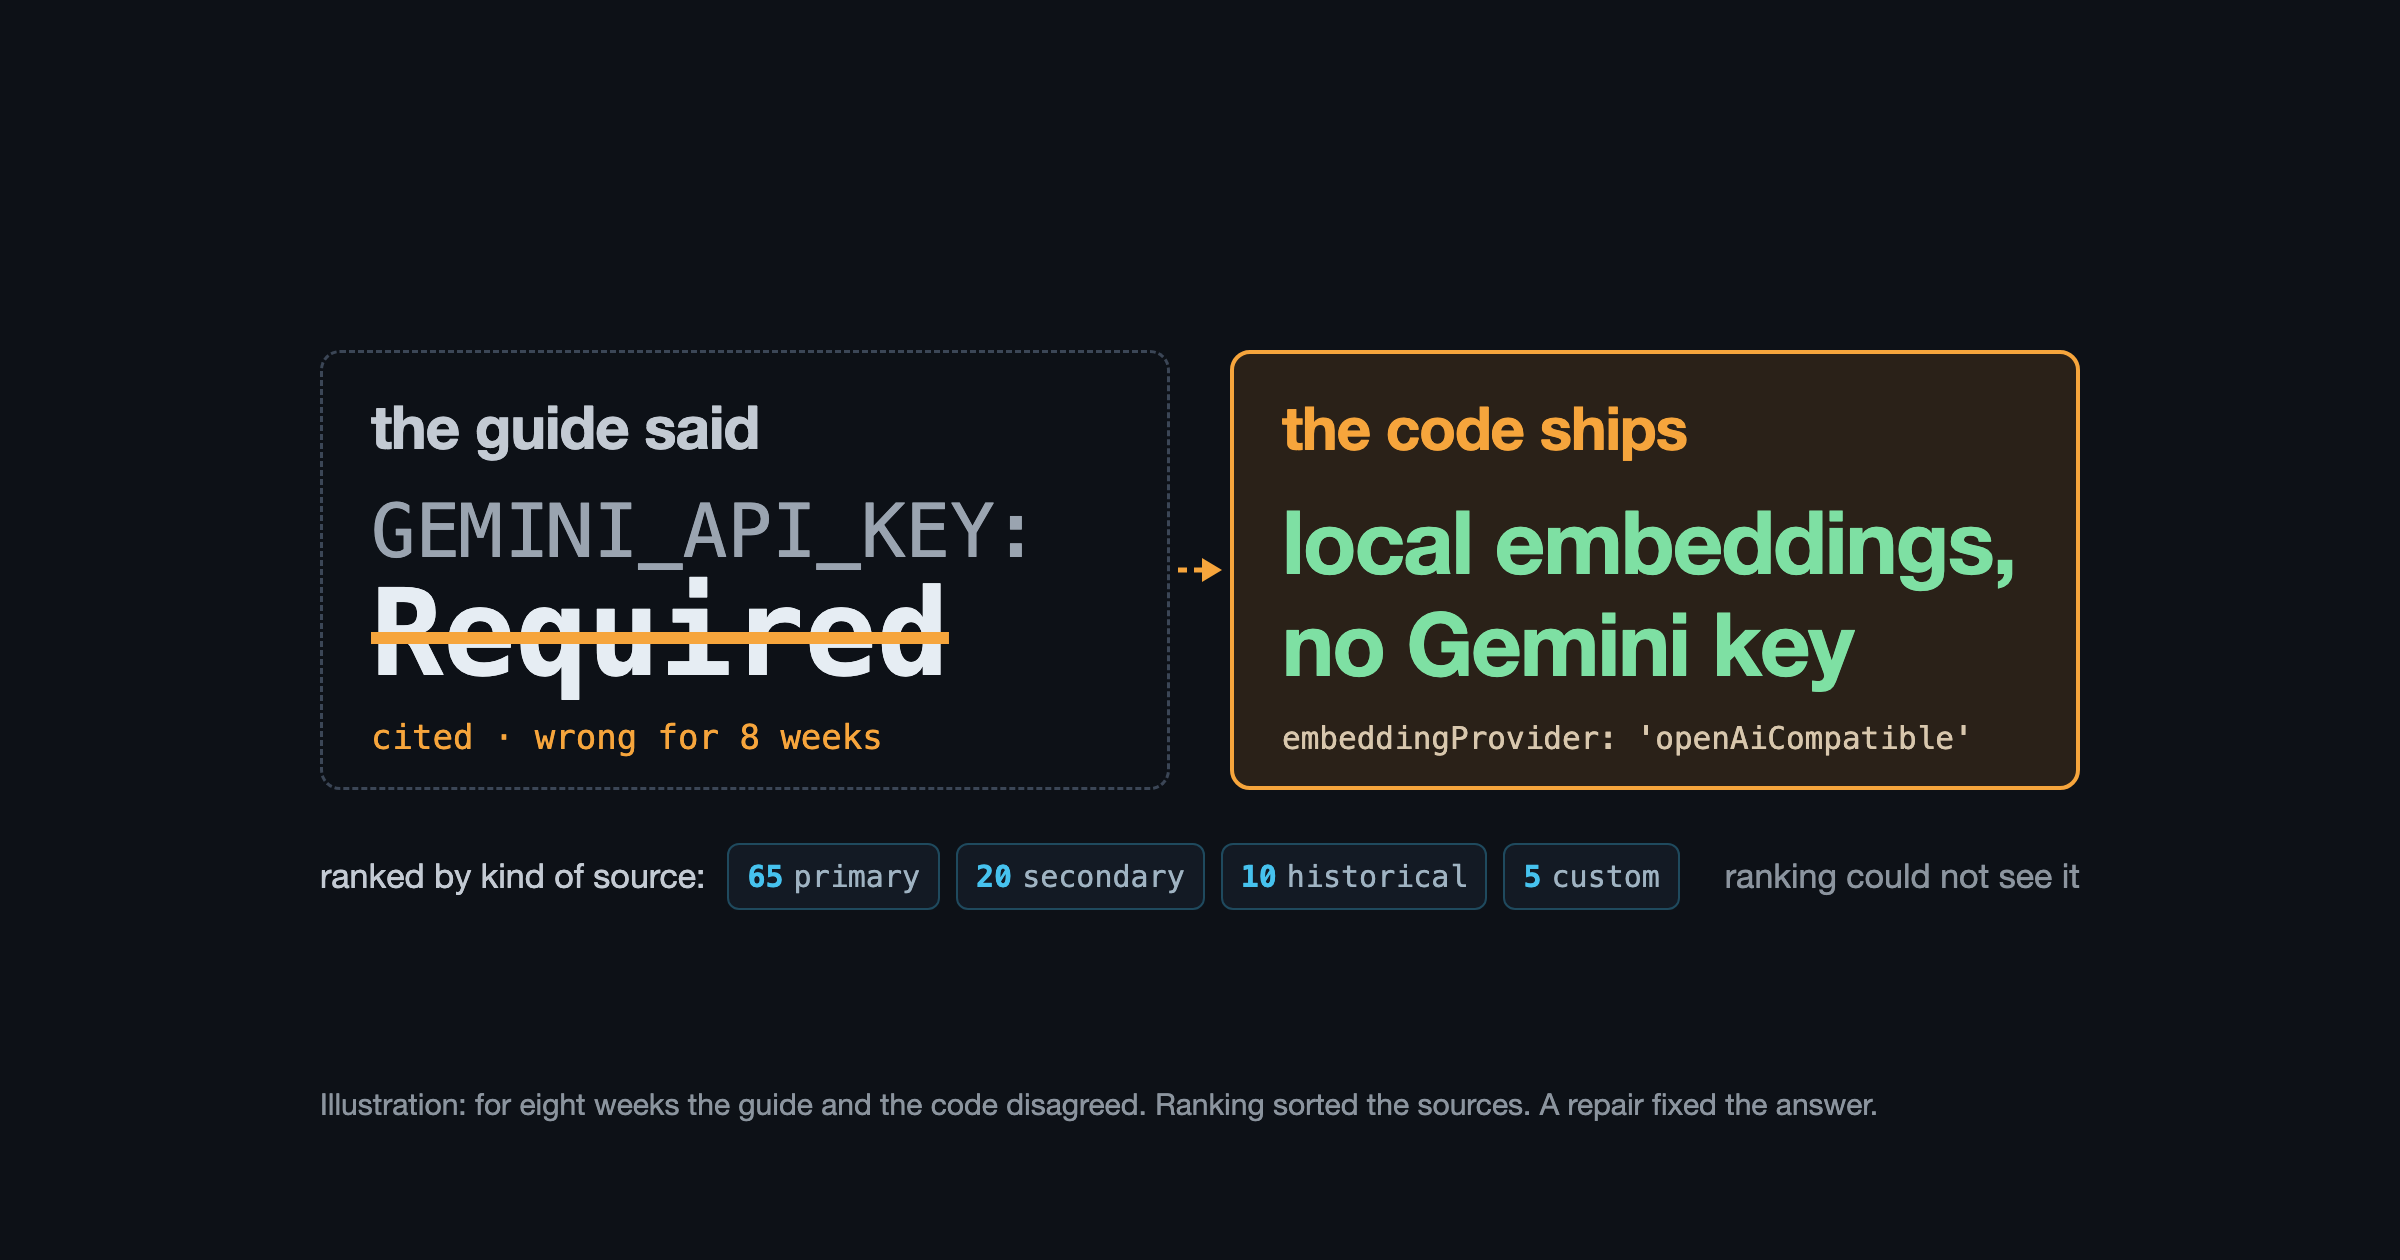 the guide said
GEMINI_API_KEY:
Required
cited · wrong for 8 weeks
the code ships
local embeddings,
no Gemini key
embeddingProvider: 'openAiCompatible'
ranked by kind of source: 65 primary 20 secondary 10 historical 5 custom ranking could not see it
Illustration: for eight weeks the guide and the code disagreed. Ranking sorted the sources. A repair fixed the answer.